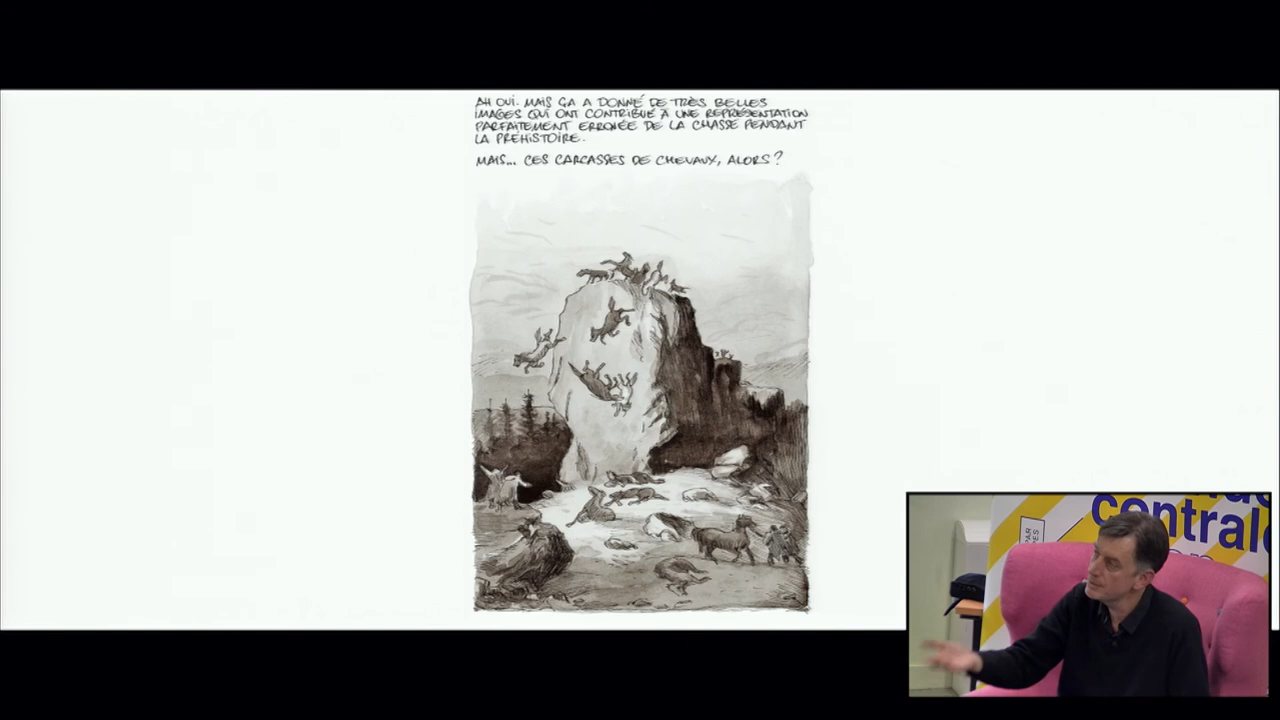 AH OUI. MAIS ÇA A DONNÉ DE TRÈS BELLES
IMAGES QUI ONT CONTRIBUÉ À UNE REPRÉSENTATION
PARFAITEMENT ERRONÉE DE LA CHASSE PENDANT
LA PRÉHISTOIRE.
MAIS... CES CARCASSES DE CHEVAUX, ALORS ?
centrale